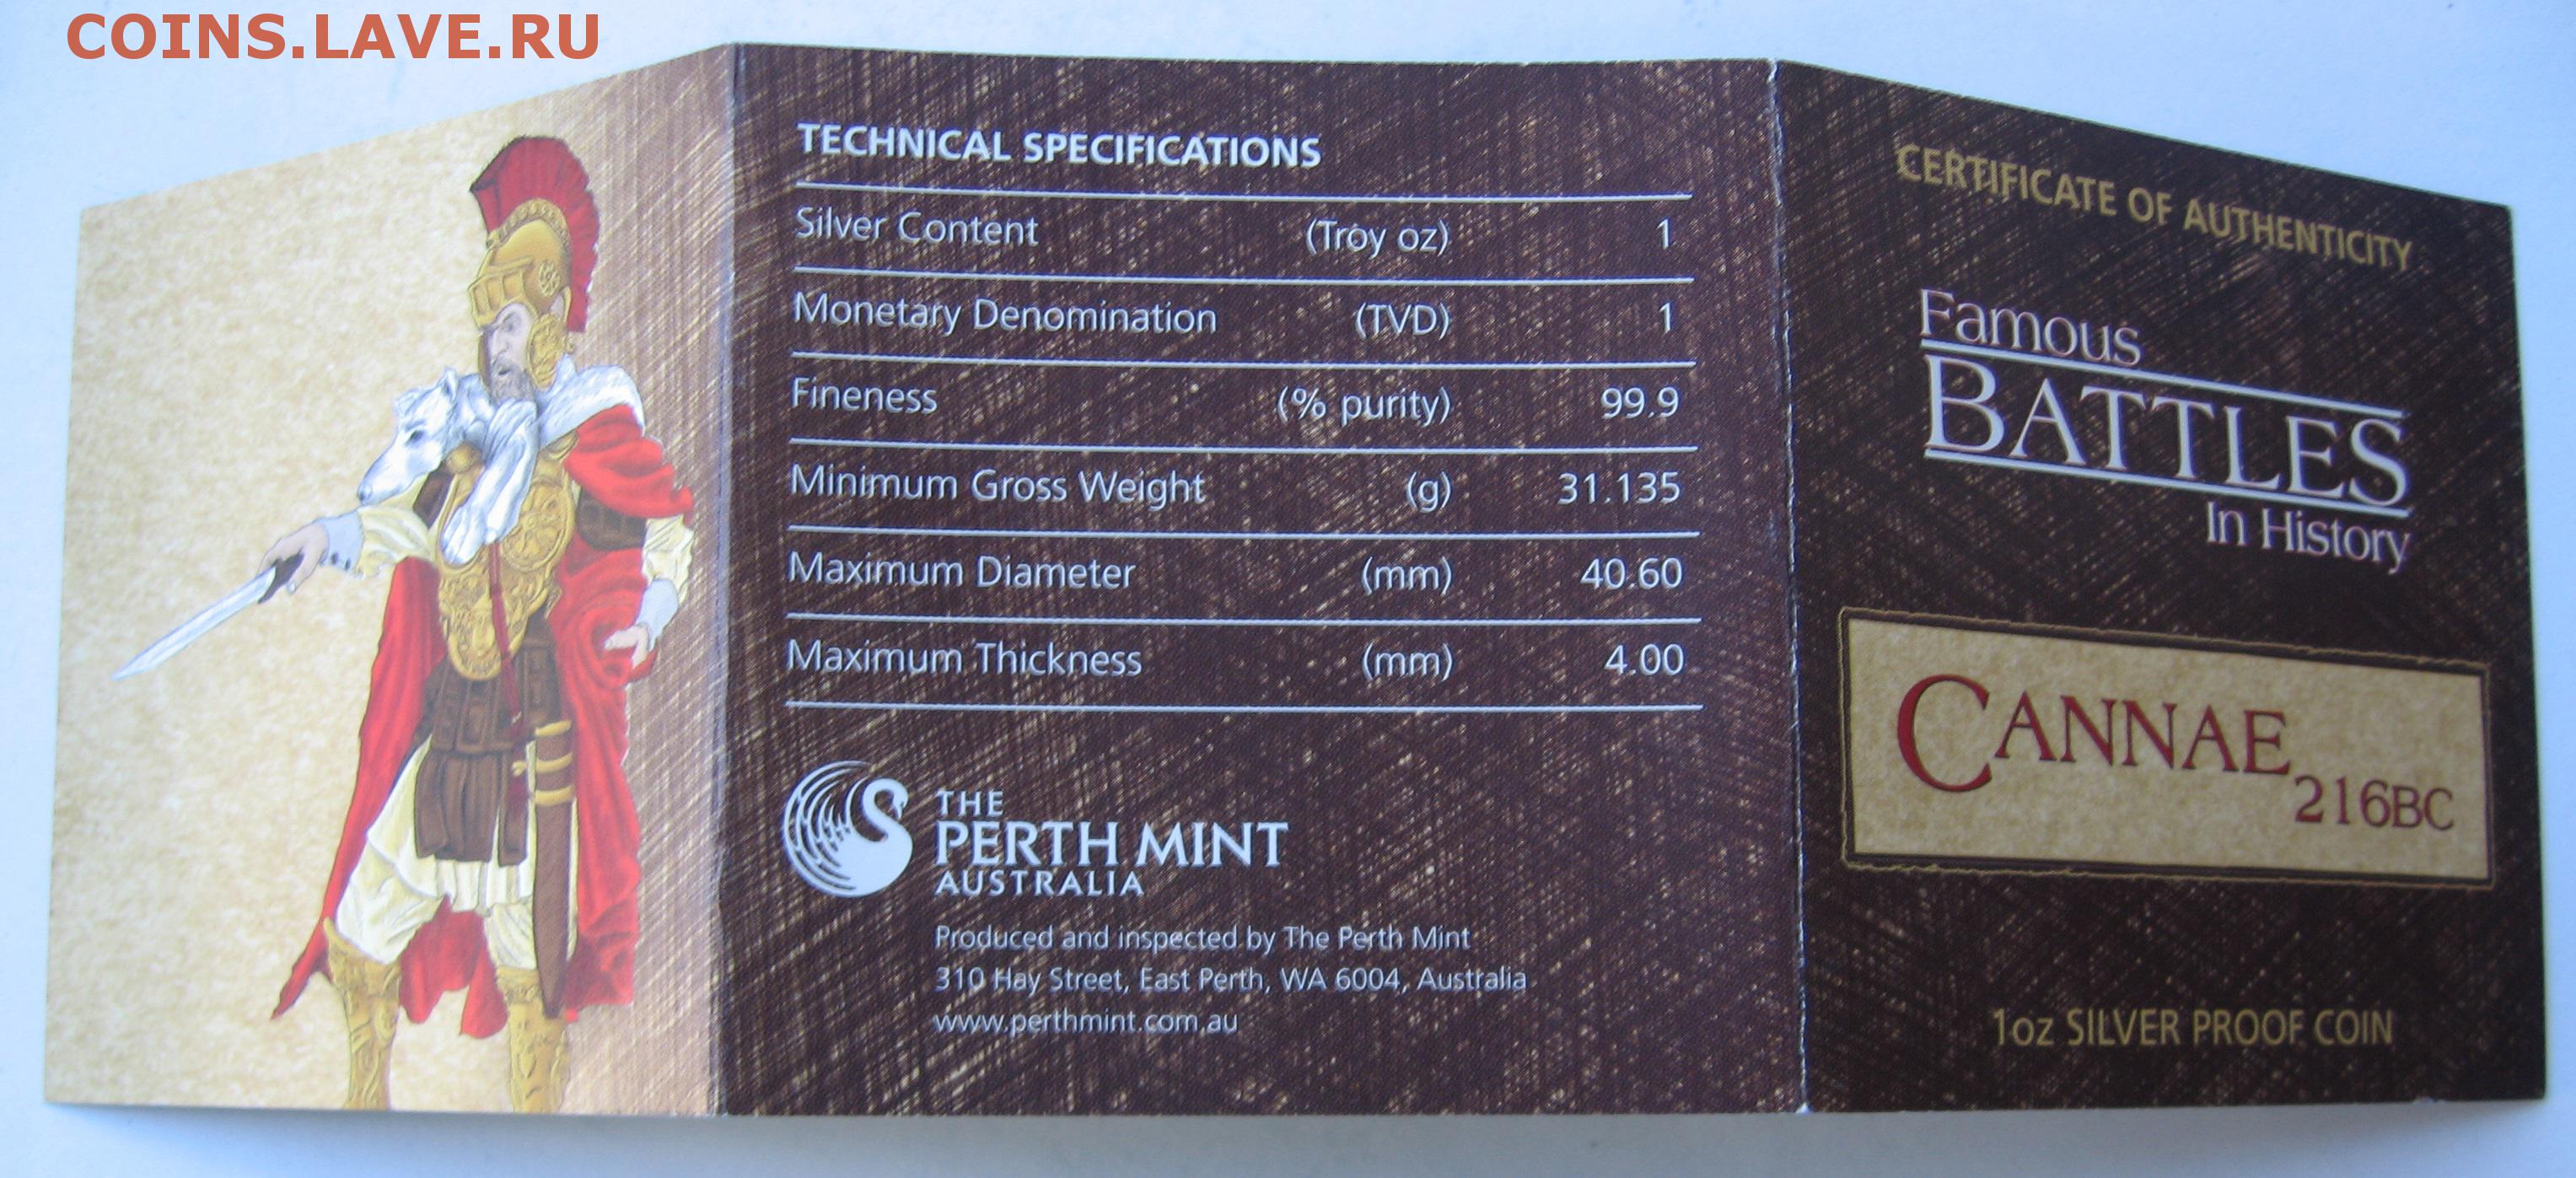 COINS.LAVE.RU
TECHNICAL SPECIFICATIONS
Silver Content (Troy oz) 1
Monetary Denomination (TVD) 1
Fineness (% purity) 99.9
Minimum Gross Weight (g) 31.135
Maximum Diameter (mm) 40.60
Maximum Thickness (mm) 4.00
THE
PERTH MINT
AUSTRALIA
Produced and inspected by The Perth Mint
310 Hay Street, East Perth, WA 6004, Australia
www.perthmint.com.au
CERTIFICATE OF AUTHENTICITY
Famous
BATTLES
In History
CANNAE
216BC
1oz SILVER PROOF COIN